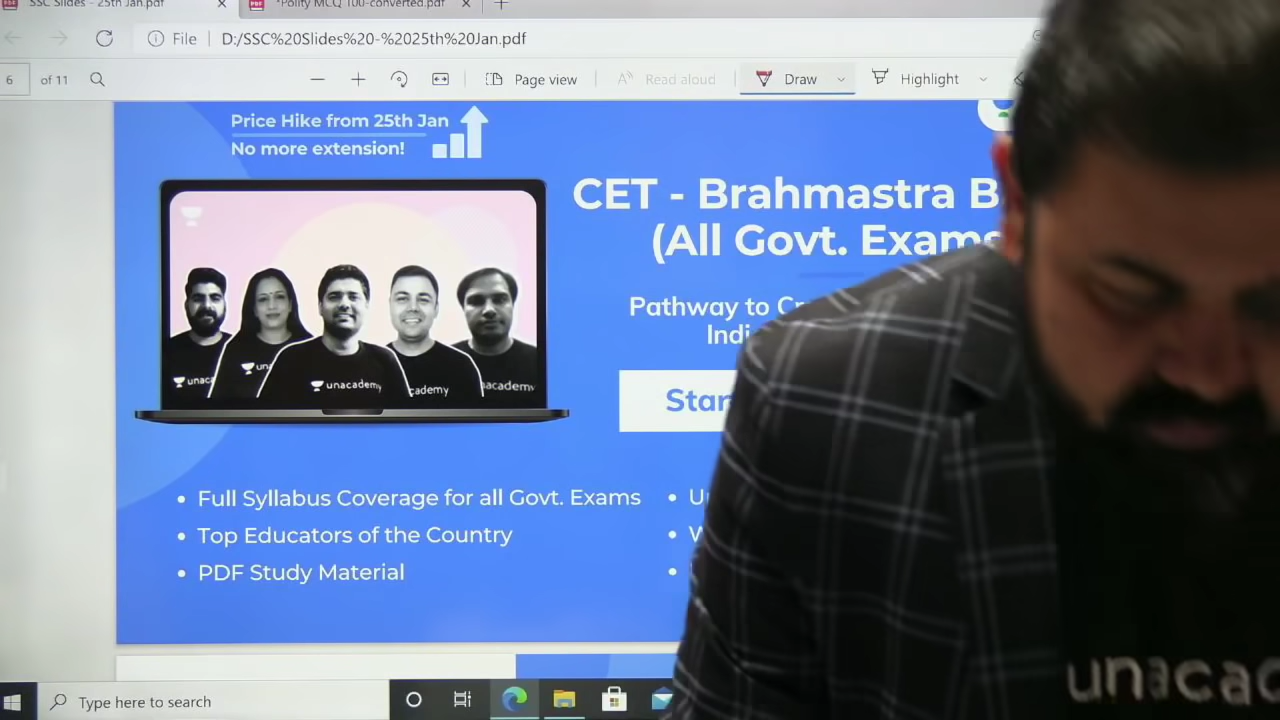 SSC Slides - 25th Jan.pdf
*Polity MCQ 100-converted.pdf
File D:/SSC%20Slides%20-%2025th%20Jan.pdf
6 of 11 Page view Read aloud Draw Highlight
Price Hike from 25th Jan
No more extension!
CET - Brahmastra B
(All Govt. Exams
Pathway to
Indi
Star
unacademy
unacademy
Full Syllabus Coverage for all Govt. Exams
Top Educators of the Country
PDF Study Material
Type here to search
unacad